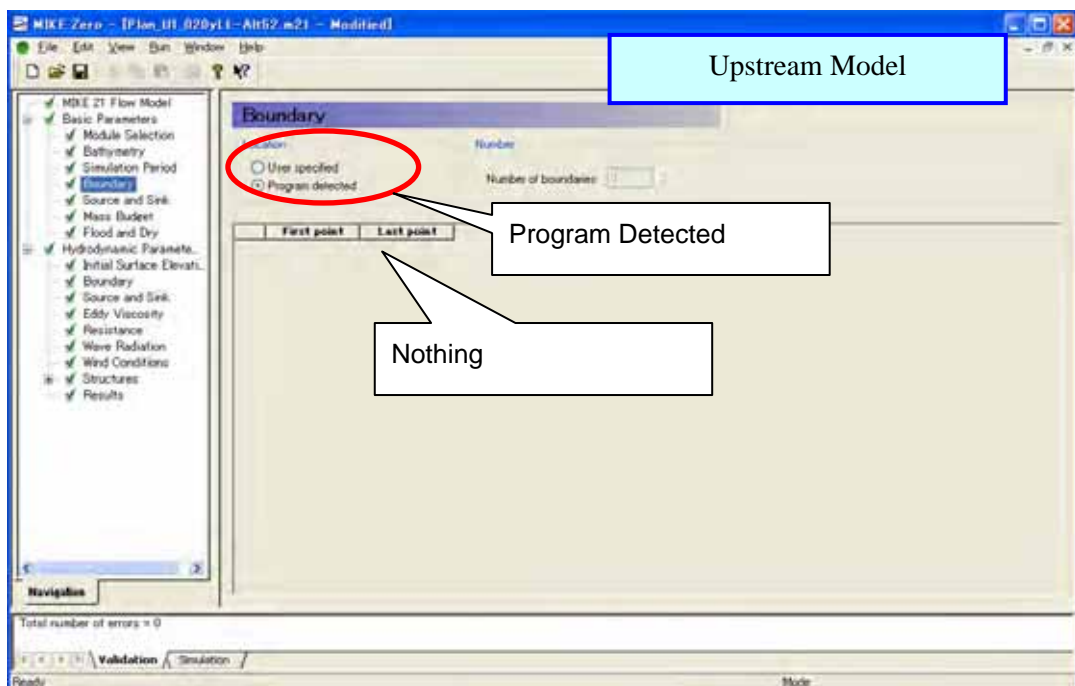 MIKE Zero - [Plan_U1_020yL1-Alt52.m21 - Modified]
File Edit View Run Window Help
Upstream Model
MIKE 21 Flow Model
Basic Parameters
Module Selection
Bathymetry
Simulation Period
Boundary
Source and Sink
Mass Budget
Flood and Dry
Hydrodynamic Paramete..
Initial Surface Elevati..
Boundary
Source and Sink
Eddy Viscosity
Resistance
Wave Radiation
Wind Conditions
Structures
Results
Navigation
Boundary
Location
User specified
Program detected
Number
Number of boundaries:
First point Last point
Program Detected
Nothing
Total number of errors = 0
Validation Simulation
Ready Mode